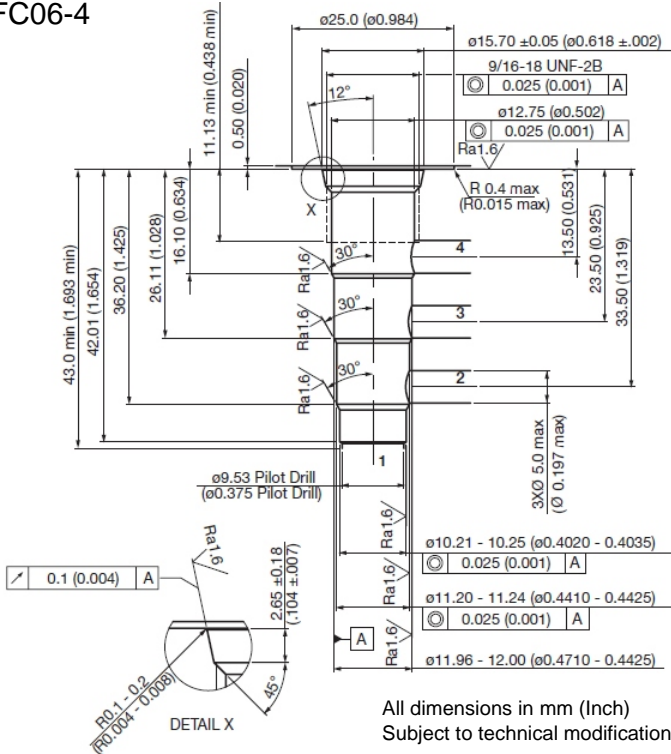 FC06-4
ø25.0 (ø0.984)
ø15.70 ±0.05 (ø0.618 ±.002)
9/16-18 UNF-2B
0.025 (0.001) A
ø12.75 (ø0.502)
0.025 (0.001) A
Ra1.6
12°
11.13 min (0.438 min)
0.50 (0.020)
X
R 0.4 max
(R0.015 max)
43.0 min (1.693 min)
42.01 (1.654)
36.20 (1.425)
26.11 (1.028)
16.10 (0.634)
13.50 (0.531)
23.50 (0.925)
33.50 (1.319)
Ra1.6
30°
4
Ra1.6
30°
3
Ra1.6
30°
2
1
3XØ 5.0 max
(Ø 0.197 max)
ø9.53 Pilot Drill
(ø0.375 Pilot Drill)
Ra1.6
ø10.21 - 10.25 (ø0.4020 - 0.4035)
0.025 (0.001) A
Ra1.6
ø11.20 - 11.24 (ø0.4410 - 0.4425)
0.025 (0.001) A
A
Ra1.6
ø11.96 - 12.00 (ø0.4710 - 0.4425)
Ra1.6
0.1 (0.004) A
2.65 ±0.18
(.104 ±.007)
45°
R0.1 - 0.2
(R0.004 - 0.008)
DETAIL X
All dimensions in mm (Inch)
Subject to technical modification